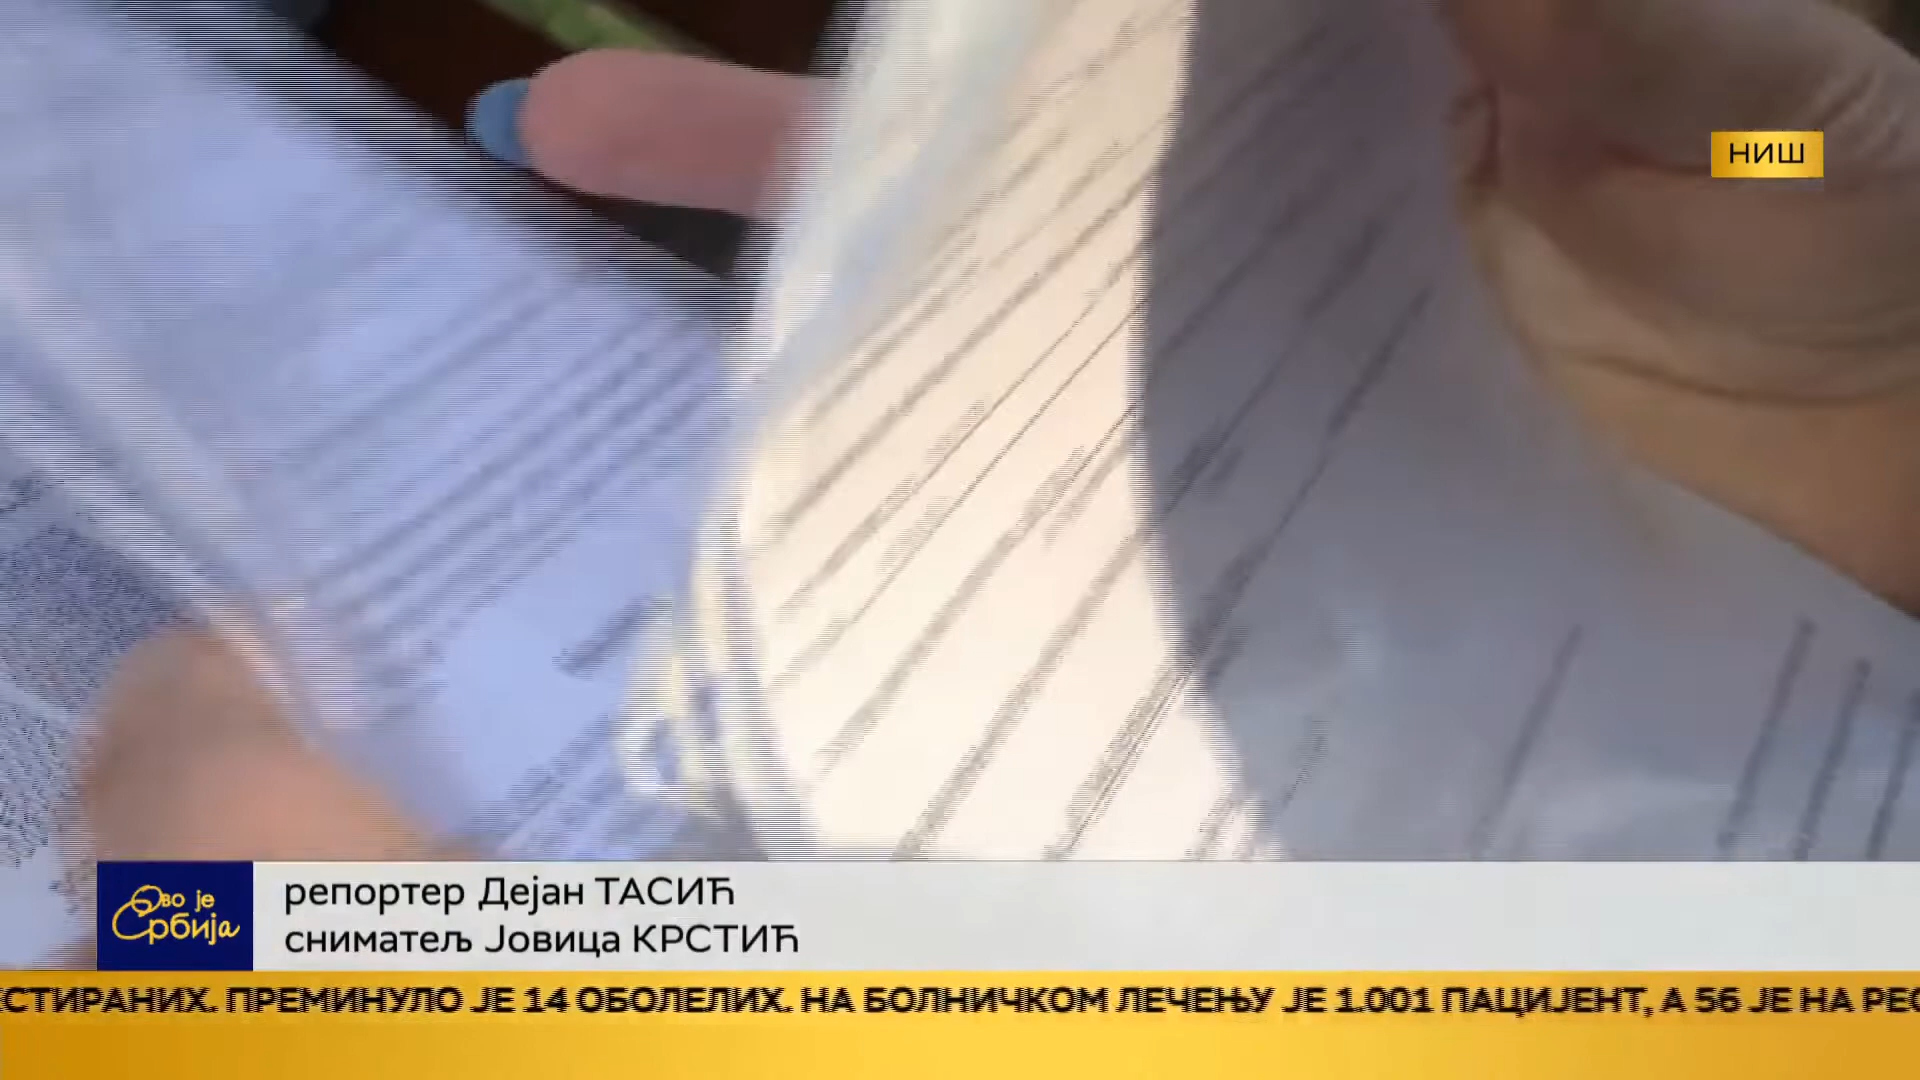 НИШ
Ово је
Србија
репортер Дејан ТАСИЋ
сниматељ Јовица КРСТИЋ
СТИРАНИХ. ПРЕМИНУЛО ЈЕ 14 ОБОЛЕЛИХ. НА БОЛНИЧКОМ ЛЕЧЕЊУ ЈЕ 1.001 ПАЦИЈЕНТ, А 56 ЈЕ НА РЕС